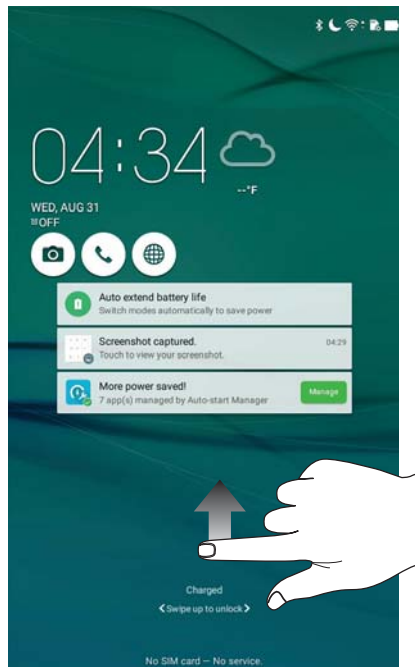 04:34
--°F
WED, AUG 31
OFF
Auto extend battery life
Switch modes automatically to save power
Screenshot captured. 04:29
Touch to view your screenshot.
More power saved!
7 app(s) managed by Auto-start Manager
Manage
Charged
Swipe up to unlock
No SIM card — No service.